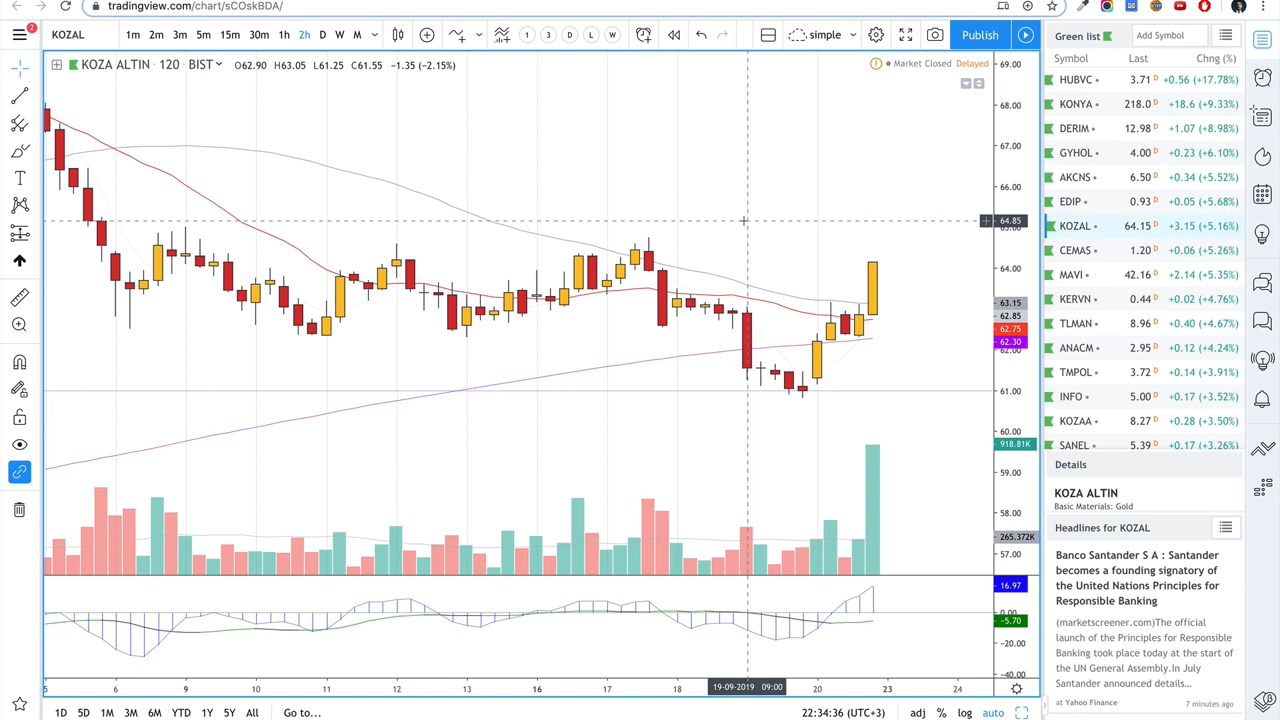 tradingview.com/chart/sCOskBDA/
2
KOZAL
1m 2m 3m 5m 15m 30m 1h 2h D W M
1 3 D L W
simple
Publish
KOZA ALTIN · 120 · BIST
O62.90 H63.05 L61.25 C61.55 −1.35 (−2.15%)
Market Closed Delayed
69.00
68.00
67.00
66.00
64.85
65.00
64.00
63.15
62.85
62.75
62.30
62.00
61.00
60.00
918.81K
59.00
58.00
265.372K
57.00
16.97
0.00
-5.70
-20.00
-40.00
5 6 9 10 11 12 13 16 17 18 19-09-2019 09:00 20 23 24
1D 5D 1M 3M 6M YTD 1Y 5Y All Go to...
22:34:36 (UTC+3) adj % log auto
Green list Add Symbol
Symbol Last Chng (%)
HUBVC 3.71 D +0.56 (+17.78%)
KONYA 218.0 D +18.6 (+9.33%)
DERIM 12.98 D +1.07 (+8.98%)
GYHOL 4.00 D +0.23 (+6.10%)
AKCNS 6.50 D +0.34 (+5.52%)
EDIP 0.93 D +0.05 (+5.68%)
KOZAL 64.15 D +3.15 (+5.16%)
CEMAS 1.20 D +0.06 (+5.26%)
MAVI 42.16 D +2.14 (+5.35%)
KERVN 0.44 D +0.02 (+4.76%)
TLMAN 8.96 D +0.40 (+4.67%)
ANACM 2.95 D +0.12 (+4.24%)
TMPOL 3.72 D +0.14 (+3.91%)
INFO 5.00 D +0.17 (+3.52%)
KOZAA 8.27 D +0.28 (+3.50%)
SANEL 5.39 D +0.17 (+3.26%)
Details
KOZA ALTIN
Basic Materials: Gold
Headlines for KOZAL
Banco Santander S A : Santander
becomes a founding signatory of
the United Nations Principles for
Responsible Banking
(marketscreener.com)The official
launch of the Principles for Responsible
Banking took place today at the start of
the UN General Assembly.In July
Santander announced details...
at Yahoo Finance 7 minutes ago